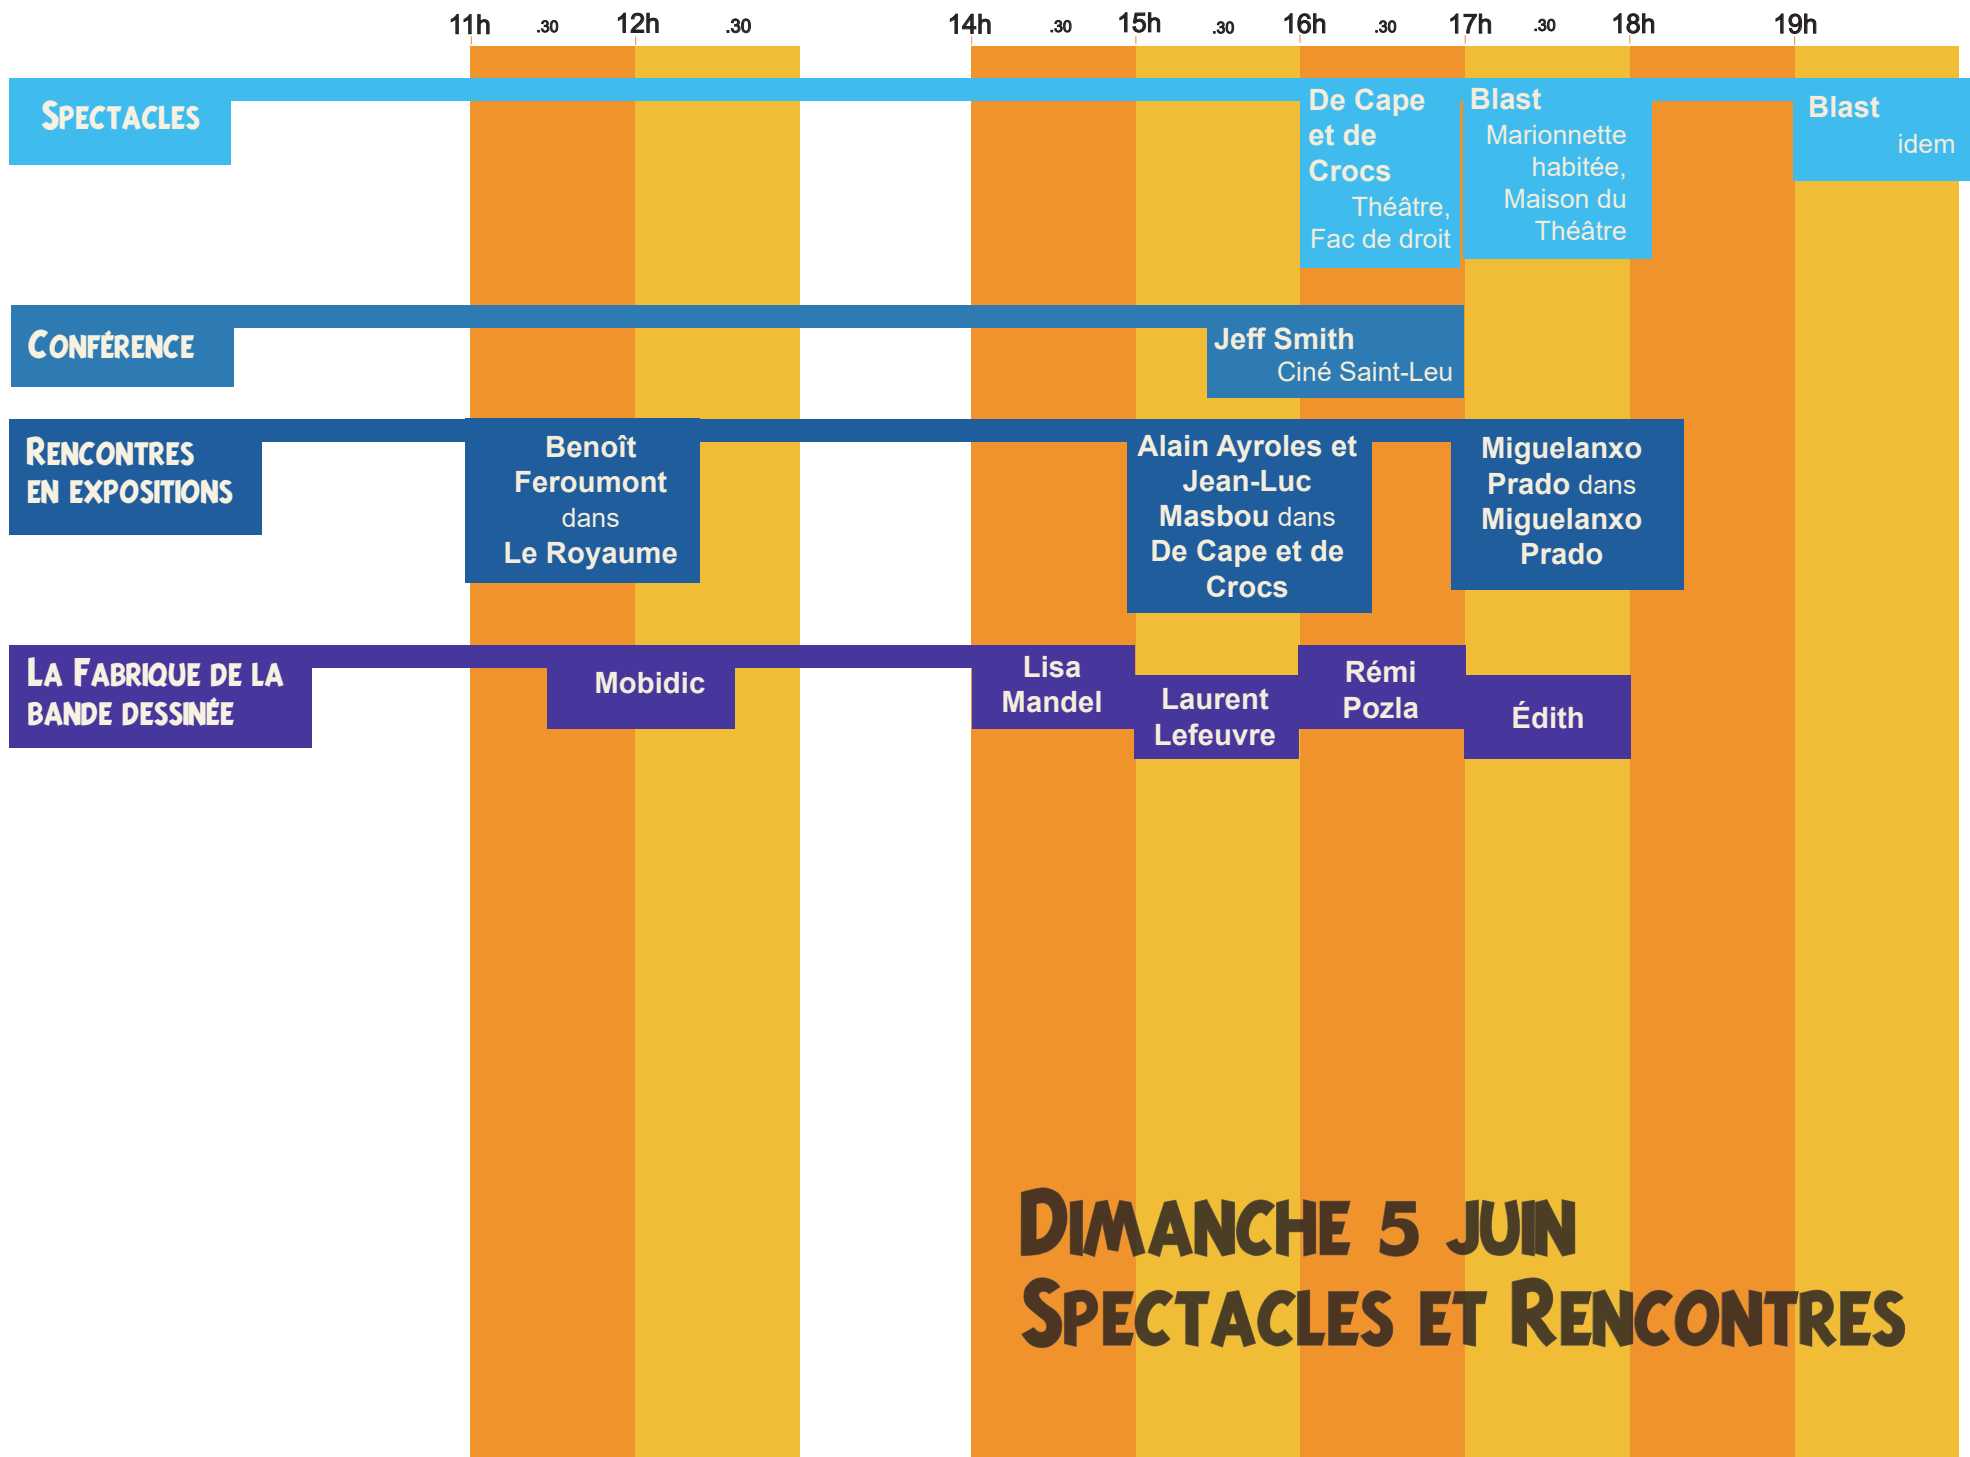 11h .30 12h .30 14h .30 15h .30 16h .30 17h .30 18h 19h
SPECTACLES
De Cape
et de
Crocs
Théâtre,
Fac de droit
Blast
Marionnette
habitée,
Maison du
Théâtre
Blast
idem
CONFÉRENCE
Jeff Smith
Ciné Saint-Leu
RENCONTRES
EN EXPOSITIONS
Benoît
Feroumont
dans
Le Royaume
Alain Ayroles et
Jean-Luc
Masbou dans
De Cape et de
Crocs
Miguelanxo
Prado dans
Miguelanxo
Prado
LA FABRIQUE DE LA
BANDE DESSINÉE
Mobidic
Lisa
Mandel
Laurent
Lefeuvre
Rémi
Pozla
Édith
DIMANCHE 5 JUIN
SPECTACLES ET RENCONTRES